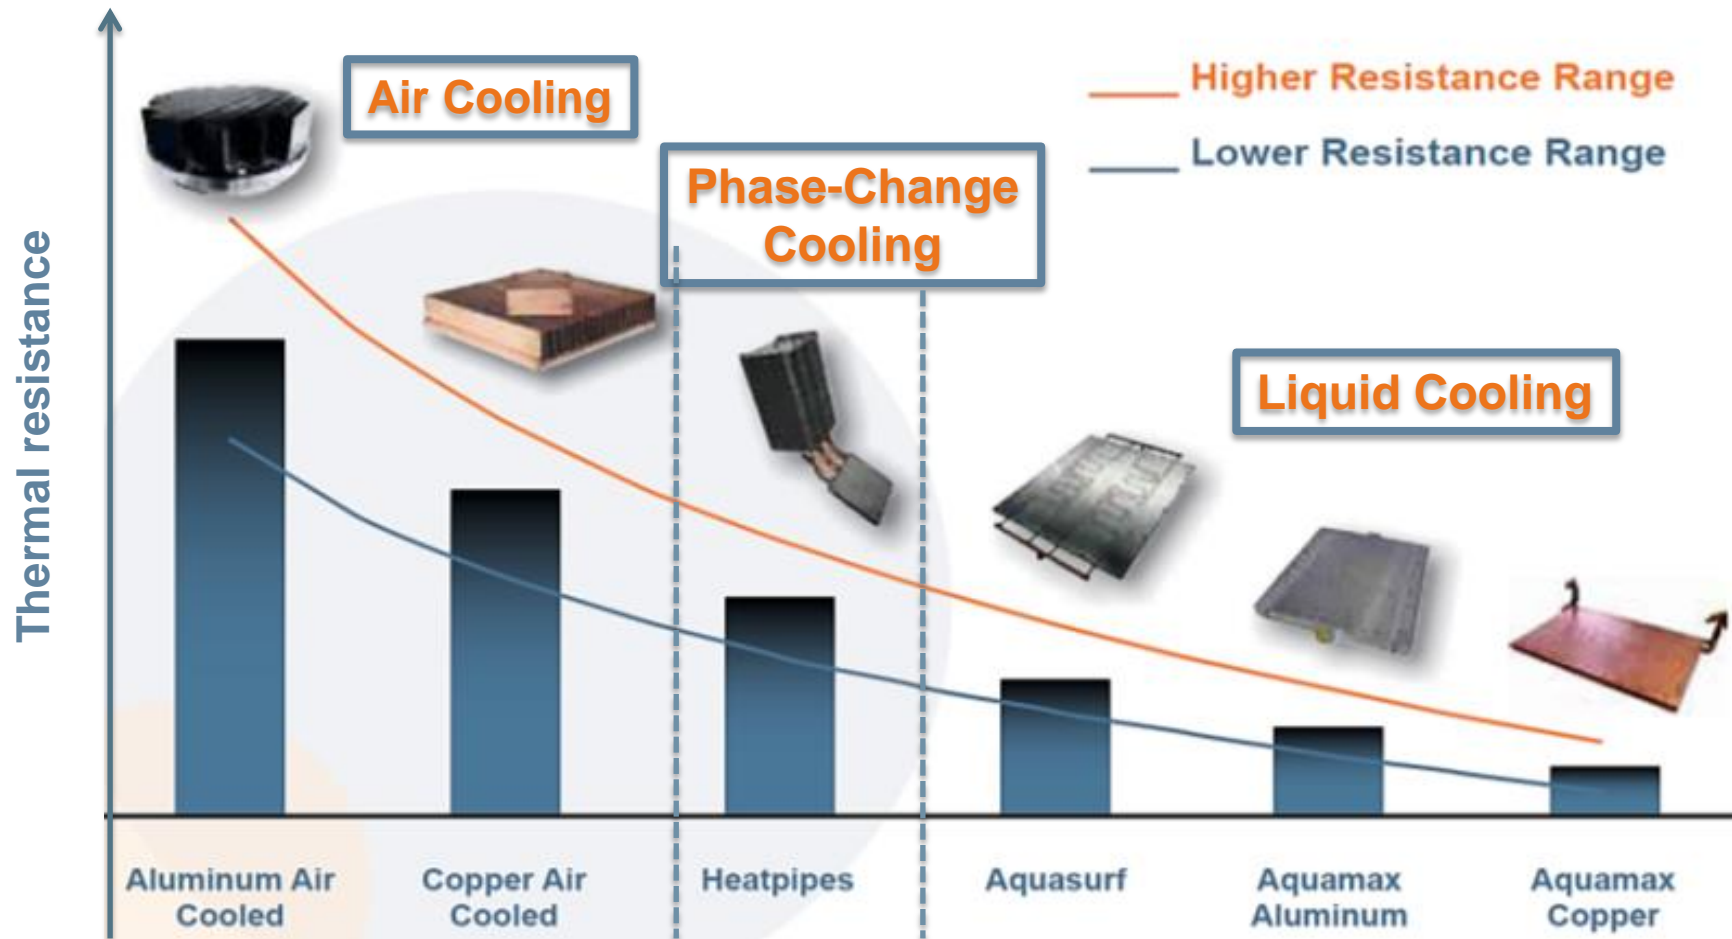 Air Cooling
Higher Resistance Range
Lower Resistance Range
Phase-Change
Cooling
Thermal resistance
Liquid Cooling
Aluminum Air
Cooled
Copper Air
Cooled
Heatpipes
Aquasurf
Aquamax
Aluminum
Aquamax
Copper